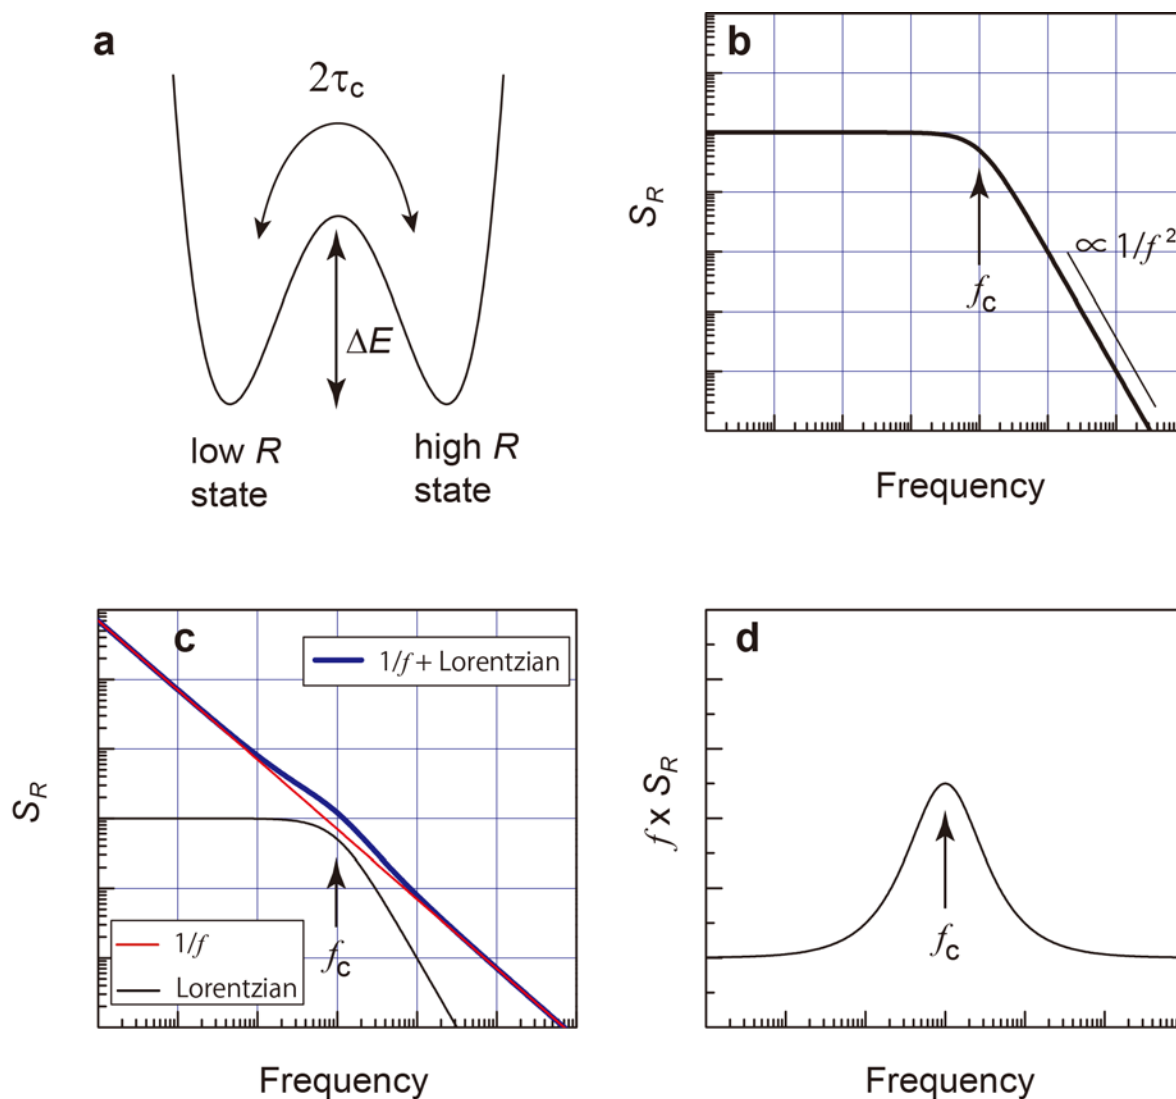 a
2τc
ΔE
low R
state
high R
state
b
SR
fc
∝ 1/f 2
Frequency
c
1/f + Lorentzian
SR
fc
1/f
Lorentzian
Frequency
d
f x SR
fc
Frequency